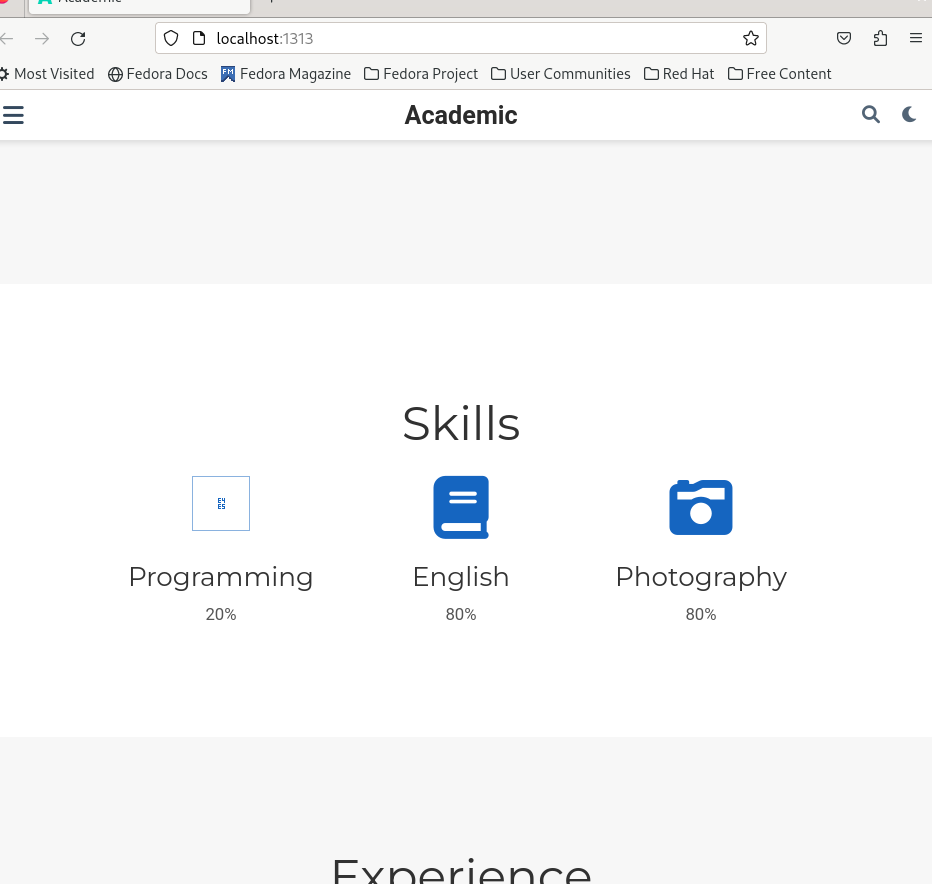 Academic
localhost:1313
Most Visited Fedora Docs FM Fedora Magazine Fedora Project User Communities Red Hat Free Content
Academic
Skills
Programming English Photography
20% 80% 80%
Experience